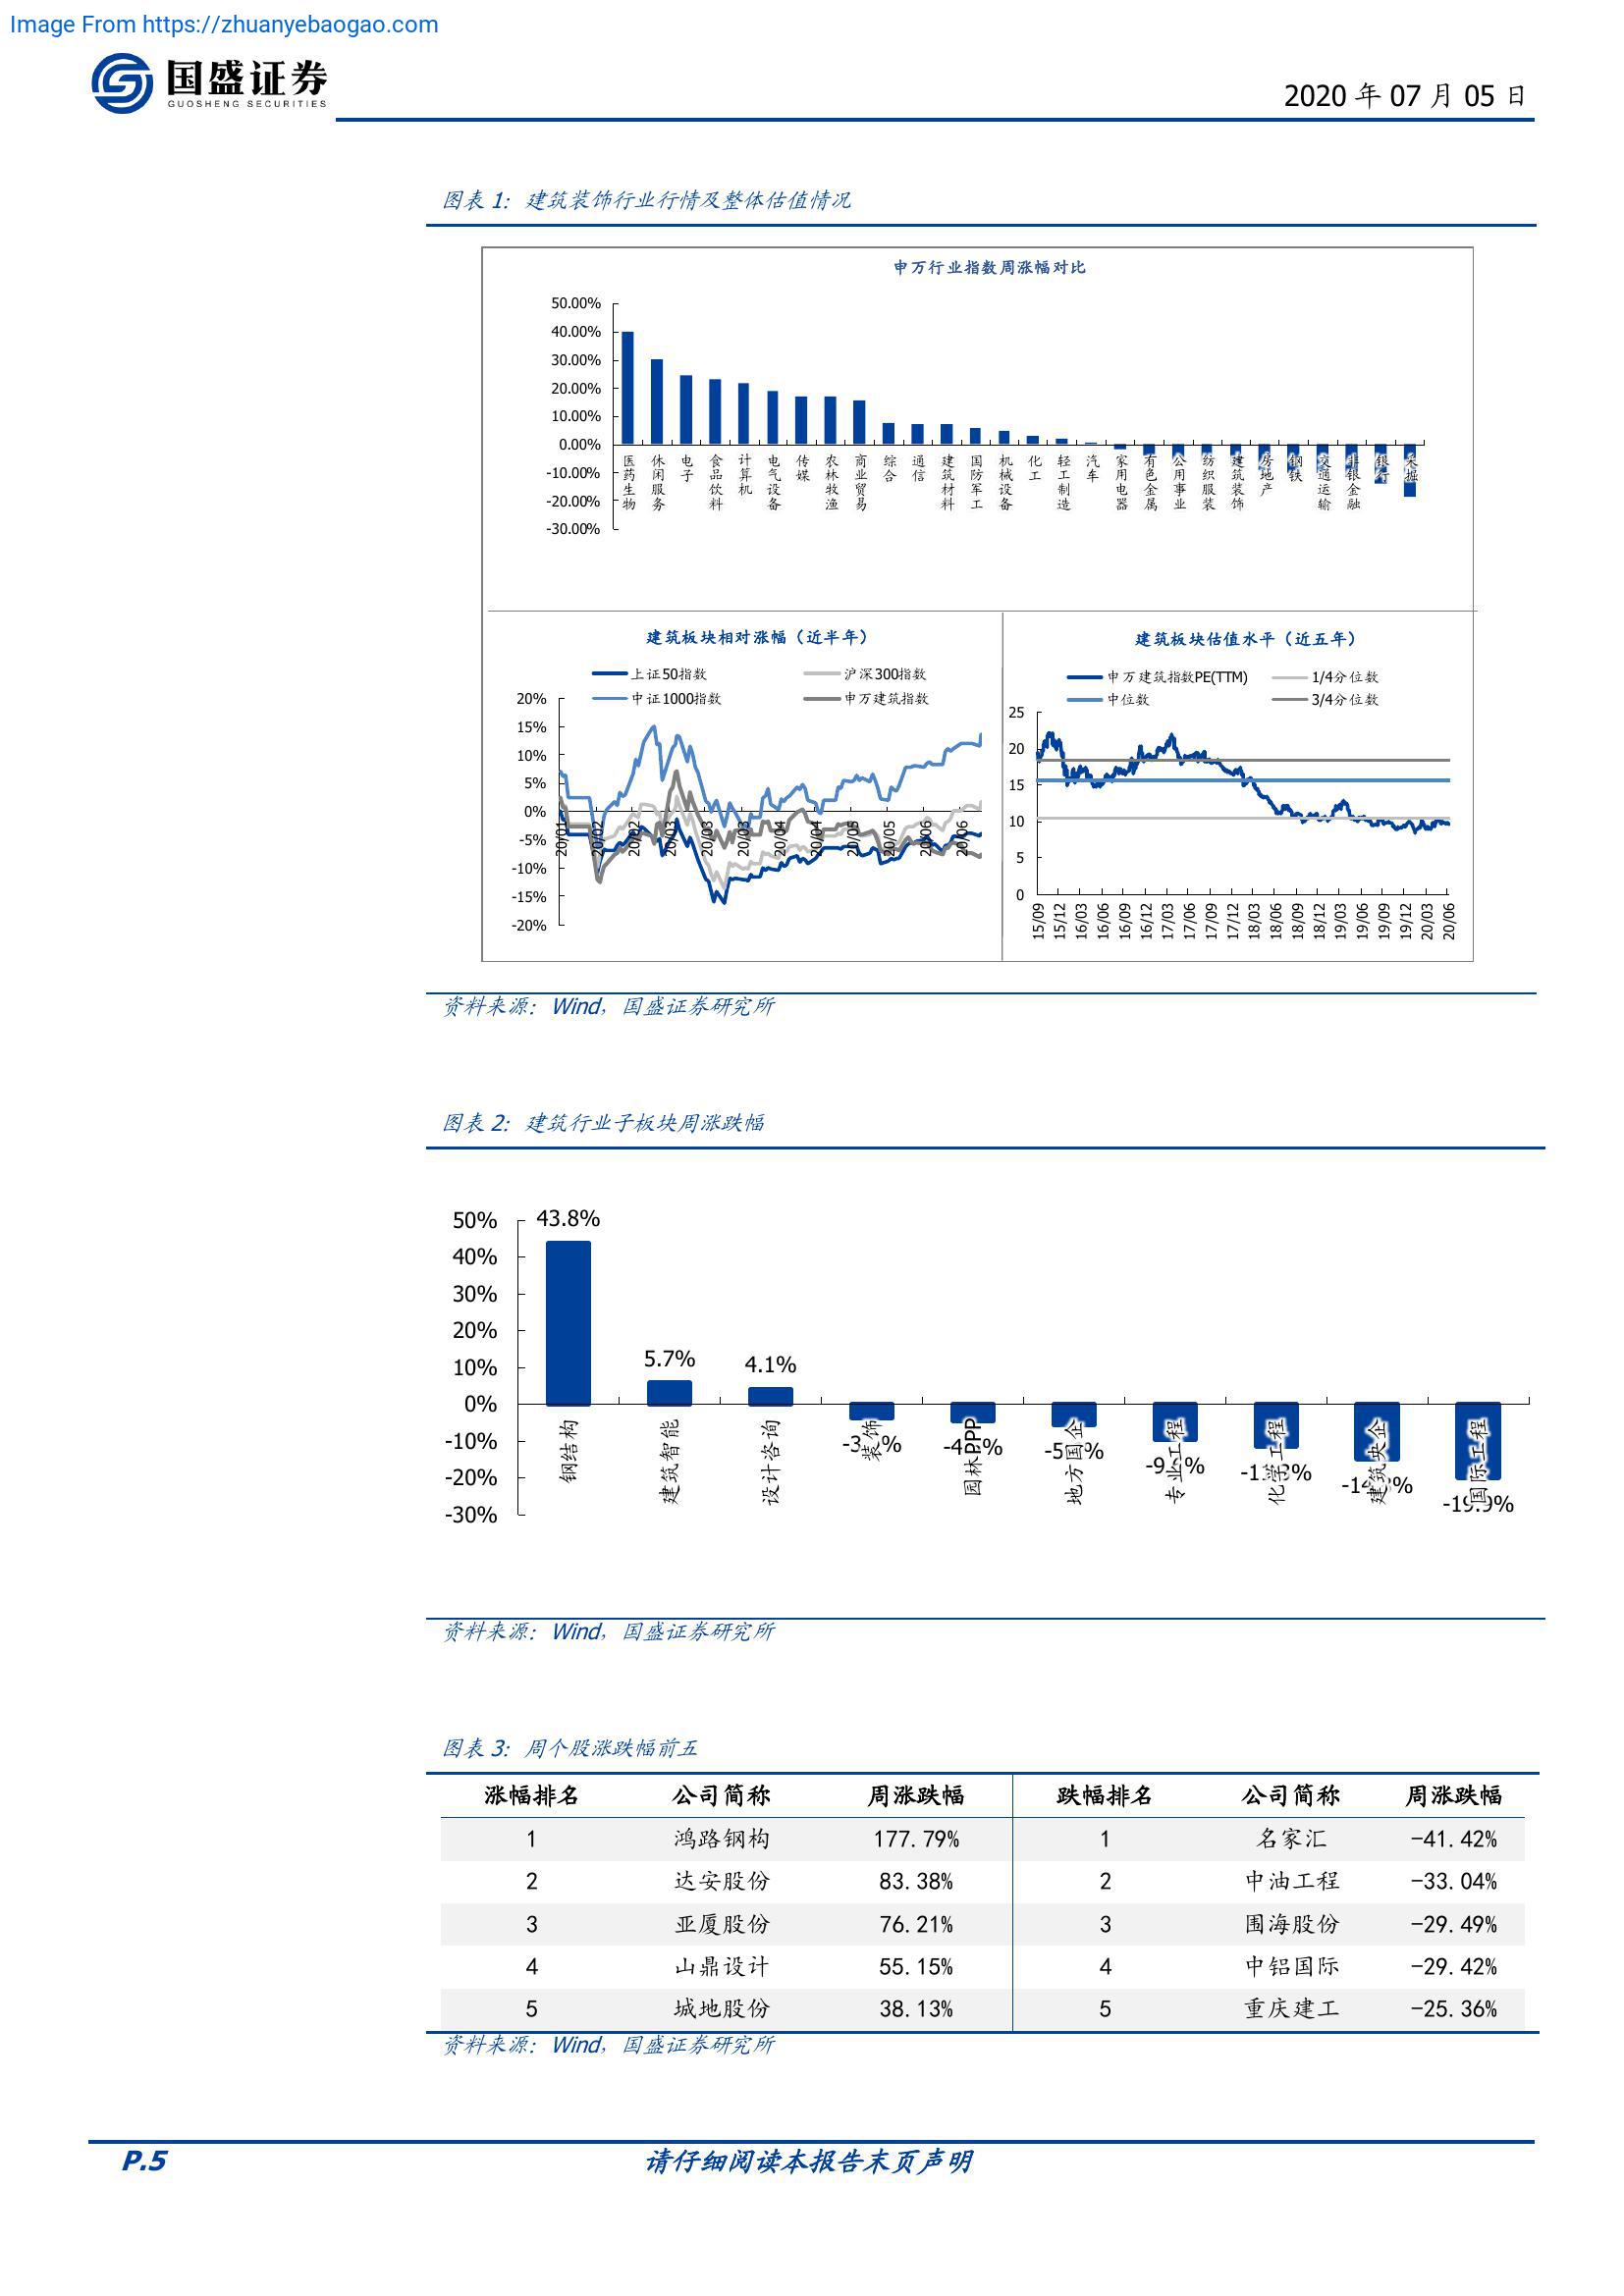 Image From https://zhuanyebaogao.com
国盛证券
GUOSHENG SECURITIES
2020 年 07 月 05 日
图表 1：建筑装饰行业行情及整体估值情况
申万行业指数周涨幅对比
50.00%
40.00%
30.00%
20.00%
10.00%
0.00%
-10.00%
-20.00%
-30.00%
医药生物 休闲服务 电子 食品饮料 计算机 电气设备 传媒 农林牧渔 商业贸易 综合 通信 建筑材料 国防军工 机械设备 化工 轻工制造 汽车 家用电器 有色金属 公用事业 纺织服装 建筑装饰 房地产 钢铁 交通运输 非银金融 银行 采掘
建筑板块相对涨幅（近半年）
上证50指数 沪深300指数
中证1000指数 申万建筑指数
20%
15%
10%
5%
0%
-5%
-10%
-15%
-20%
20/01 20/02 20/02 20/03 20/03 20/03 20/04 20/04 20/05 20/05 20/06 20/06
建筑板块估值水平（近五年）
申万建筑指数PE(TTM) 1/4分位数
中位数 3/4分位数
25
20
15
10
5
0
15/09 15/12 16/03 16/06 16/09 16/12 17/03 17/06 17/09 17/12 18/03 18/06 18/09 18/12 19/03 19/06 19/09 19/12 20/03 20/06
资料来源：Wind，国盛证券研究所
图表 2：建筑行业子板块周涨跌幅
50%
40%
30%
20%
10%
0%
-10%
-20%
-30%
43.8% 5.7% 4.1% -19.9%
钢结构 建筑智能 设计咨询 装饰 园林PPP 地方国企 专业工程 化学工程 建筑央企 国际工程
资料来源：Wind，国盛证券研究所
图表 3：周个股涨跌幅前五
涨幅排名 公司简称 周涨跌幅 跌幅排名 公司简称 周涨跌幅
1 鸿路钢构 177.79% 1 名家汇 -41.42%
2 达安股份 83.38% 2 中油工程 -33.04%
3 亚厦股份 76.21% 3 围海股份 -29.49%
4 山鼎设计 55.15% 4 中铝国际 -29.42%
5 城地股份 38.13% 5 重庆建工 -25.36%
资料来源：Wind，国盛证券研究所
P.5 请仔细阅读本报告末页声明